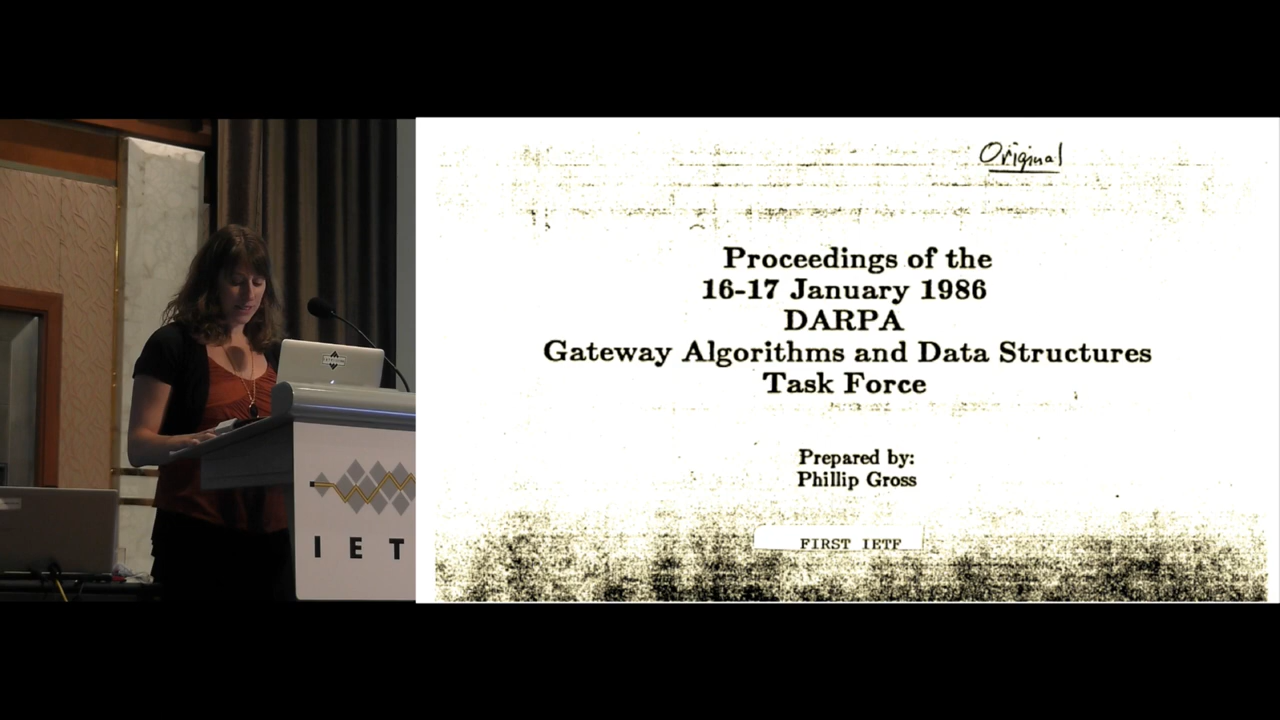 Original
Proceedings of the
16-17 January 1986
DARPA
Gateway Algorithms and Data Structures
Task Force
Prepared by:
Phillip Gross
FIRST IETF
I E T